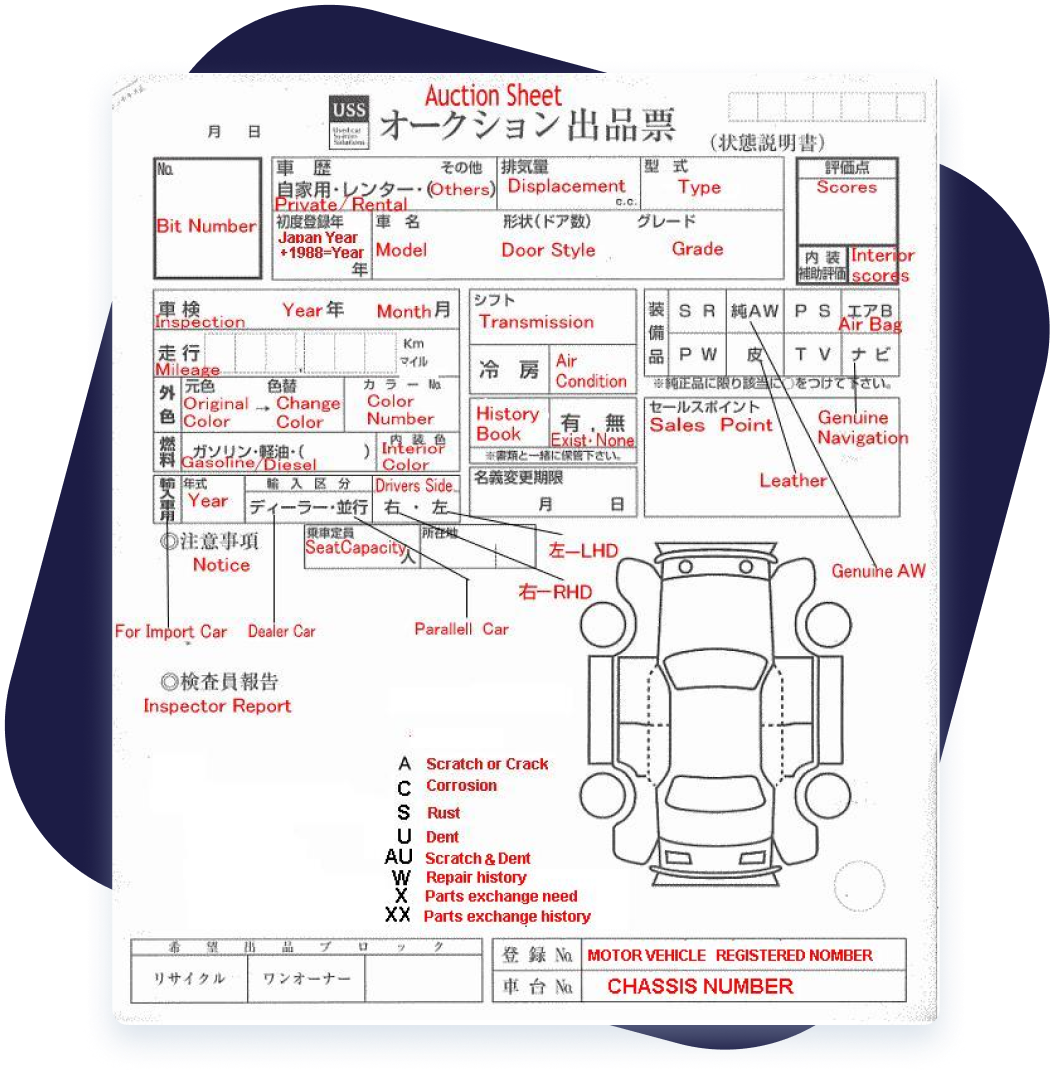 Auction Sheet
USS
Used car
System
Solutions
オークション 出品票
月 日
(状態説明書)
No.
Bit Number
車 歴 その他
自家用・レンター・(Others)
Private/Rental
排気量
Displacement
c.c.
型 式
Type
評価点
Scores
初度登録年
Japan Year
+1988=Year
年
車 名
Model
形状(ドア数)
Door Style
グレード
Grade
内 装
補助評価
Interior
scores
車 検 Year年 Month月
Inspection
走 行
Mileage
Km
マイル
外
色
元色
Original
Color
→
色替
Change
Color
カ ラ ー No.
Color
Number
燃
料
ガソリン・軽油・( )
Gasoline/Diesel
内 装 色
Interior
Color
輸
入
車
用
年式
Year
輸 入 区 分
ディーラー・並行
Drivers Side
右 ・ 左
シフト
Transmission
冷 房
Air
Condition
History
Book
有 . 無
Exist・None
※書類と一緒に保管下さい。
名義変更期限
月 日
装
備
品
S R 純AW P S エアB
Air Bag
P W 皮 T V ナ ビ
※純正品に限り該当に○をつけて下さい。
セールスポイント
Sales Point
Genuine
Navigation
Leather
◎注意事項
Notice
乗車定員
SeatCapacity
人
所在地
左—LHD
右—RHD
Genuine AW
For Import Car
Dealer Car
Parallell Car
◎検査員報告
Inspector Report
A Scratch or Crack
C Corrosion
S Rust
U Dent
AU Scratch & Dent
W Repair history
X Parts exchange need
XX Parts exchange history
希 望 出 品 ブ ロ ッ ク
リサイクル ワンオーナー
登 録 No. MOTOR VEHICLE REGISTERED NOMBER
車 台 No. CHASSIS NUMBER